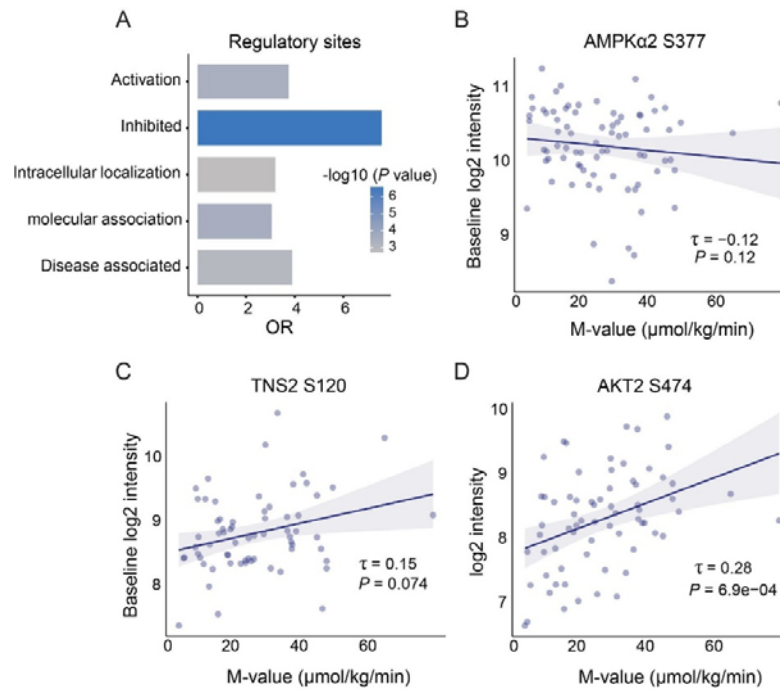 A
Regulatory sites
Activation
Inhibited
Intracellular localization
molecular association
Disease associated
-log10 (P value)
6
5
4
3
0 2 4 6
OR
B
AMPKα2 S377
Baseline log2 intensity
11
10
9
τ = −0.12
P = 0.12
0 20 40 60
M-value (μmol/kg/min)
C
TNS2 S120
Baseline log2 intensity
10
9
8
τ = 0.15
P = 0.074
0 20 40 60
M-value (μmol/kg/min)
D
AKT2 S474
log2 intensity
10
9
8
7
τ = 0.28
P = 6.9e−04
0 20 40 60
M-value (μmol/kg/min)